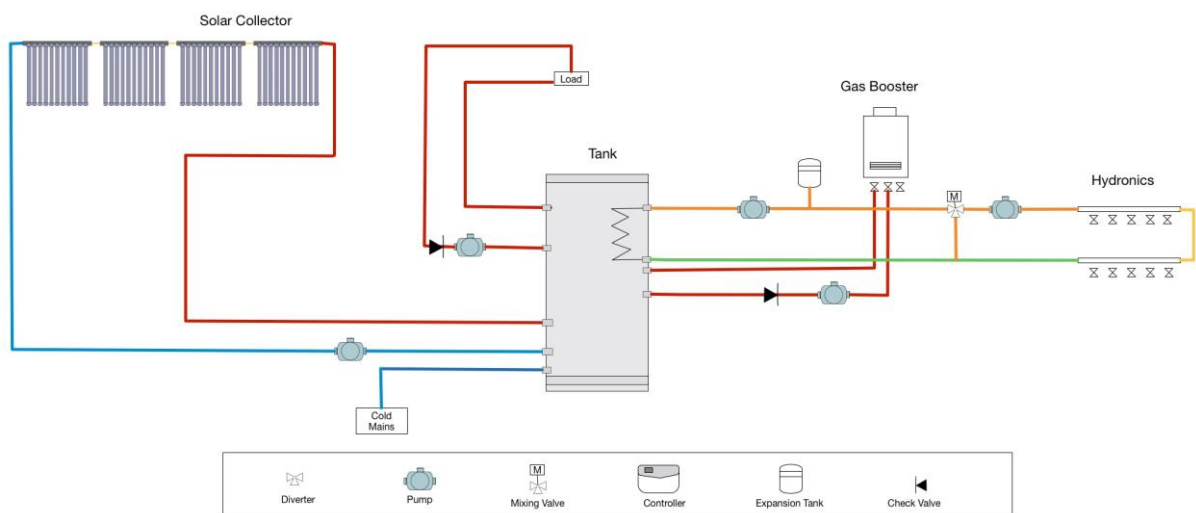 Solar Collector
Load
Gas Booster
Tank
M
Hydronics
Cold
Mains
M
Diverter
Pump
Mixing Valve
Controller
Expansion Tank
Check Valve